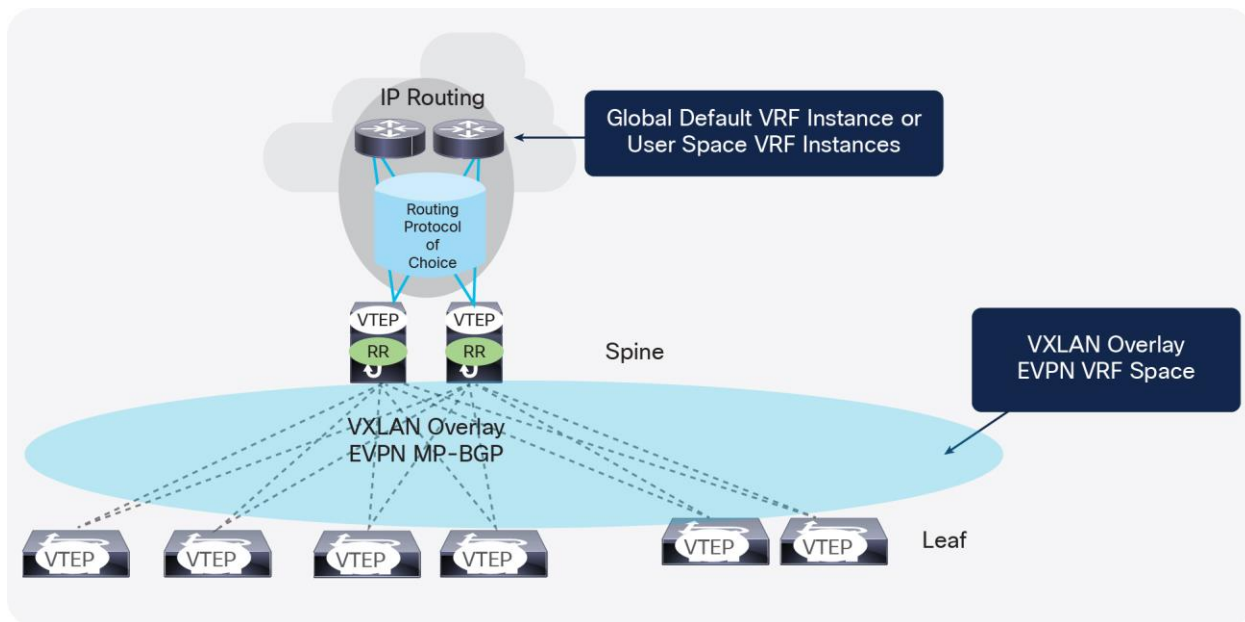 IP Routing
Global Default VRF Instance or
User Space VRF Instances
Routing
Protocol
of
Choice
VTEP
VTEP
RR
RR
Spine
VXLAN Overlay
EVPN VRF Space
VXLAN Overlay
EVPN MP-BGP
VTEP
VTEP
VTEP
VTEP
VTEP
VTEP
Leaf